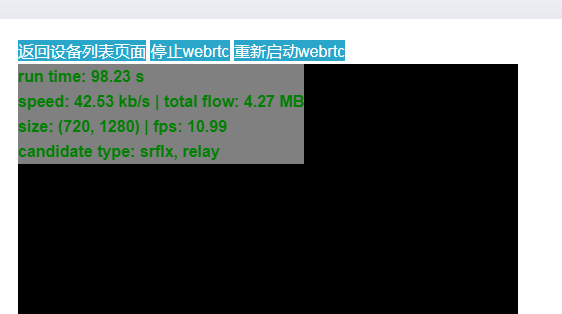 返回设备列表页面 停止webrtc 重新启动webrtc
run time: 98.23 s
speed: 42.53 kb/s | total flow: 4.27 MB
size: (720, 1280) | fps: 10.99
candidate type: srflx, relay